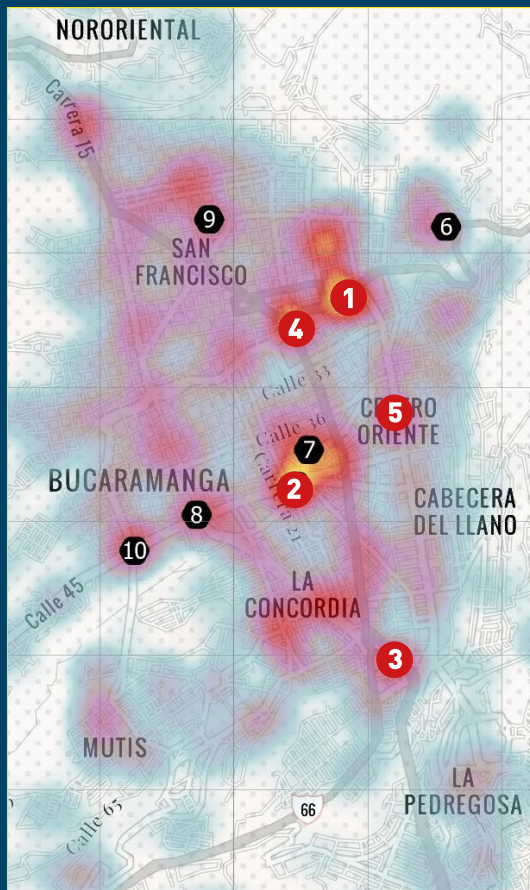 NORORIENTAL
Carrera 15
9
6
SAN
FRANCISCO
1
4
Calle 33
5
CENTRO
ORIENTE
Calle 36
7
BUCARAMANGA
2
Carrera 21
CABECERA
DEL LLANO
8
10
LA
CONCORDIA
Calle 45
3
MUTIS
LA
PEDREGOSA
66
Calle 65